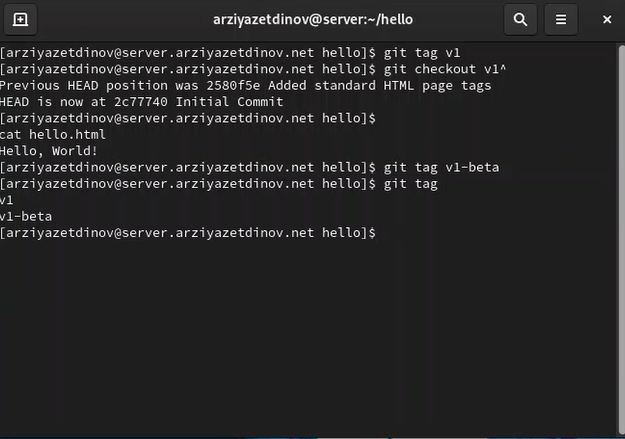 arziyazetdinov@server:~/hello
[arziyazetdinov@server.arziyazetdinov.net hello]$ git tag v1
[arziyazetdinov@server.arziyazetdinov.net hello]$ git checkout v1^
Previous HEAD position was 2580f5e Added standard HTML page tags
HEAD is now at 2c77740 Initial Commit
[arziyazetdinov@server.arziyazetdinov.net hello]$
cat hello.html
Hello, World!
[arziyazetdinov@server.arziyazetdinov.net hello]$ git tag v1-beta
[arziyazetdinov@server.arziyazetdinov.net hello]$ git tag
v1
v1-beta
[arziyazetdinov@server.arziyazetdinov.net hello]$